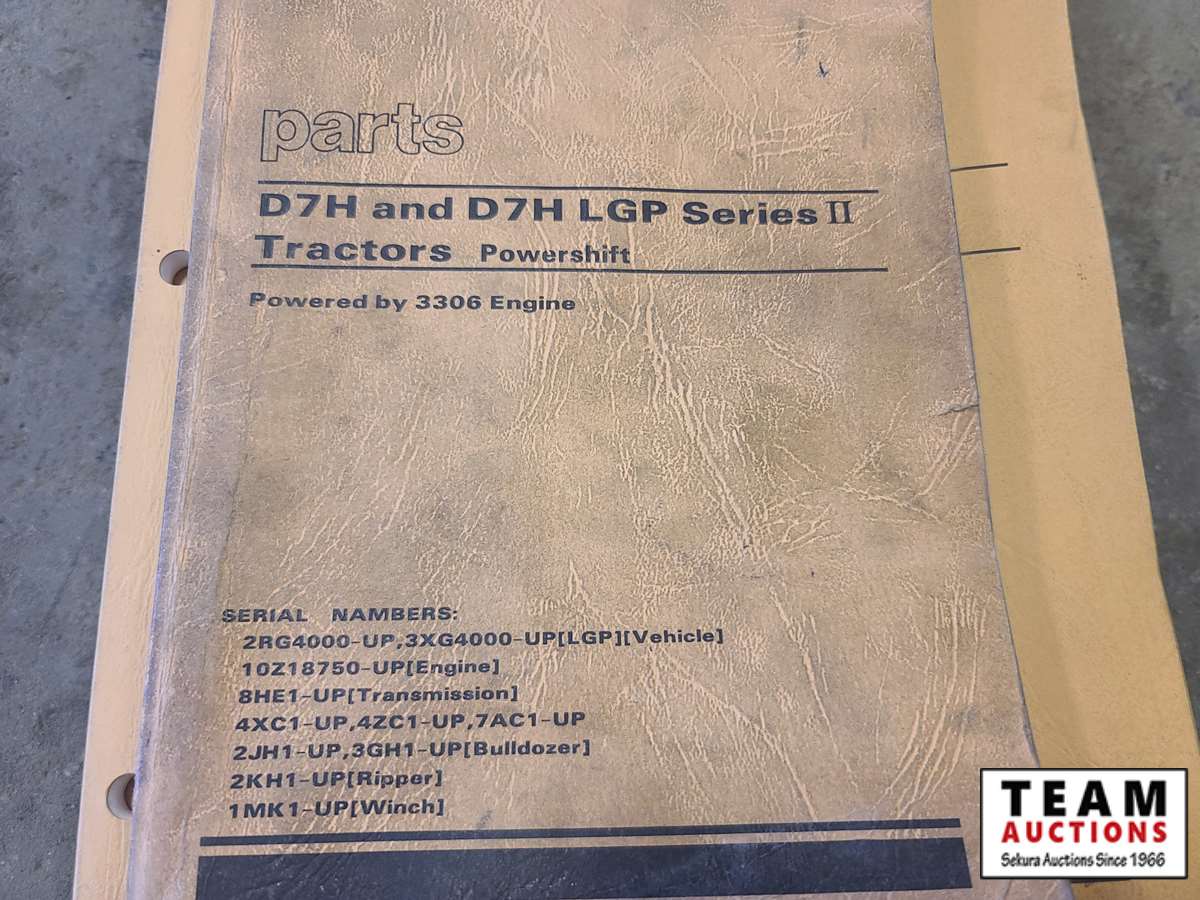 parts
D7H and D7H LGP Series II
Tractors Powershift
Powered by 3306 Engine
SERIAL NAMBERS:
2RG4000-UP,3XG4000-UP[LGP][Vehicle]
10Z18750-UP[Engine]
8HE1-UP[Transmission]
4XC1-UP,4ZC1-UP,7AC1-UP
2JH1-UP,3GH1-UP[Bulldozer]
2KH1-UP[Ripper]
1MK1-UP[Winch]
TEAM
AUCTIONS
Sekura Auctions Since 1966